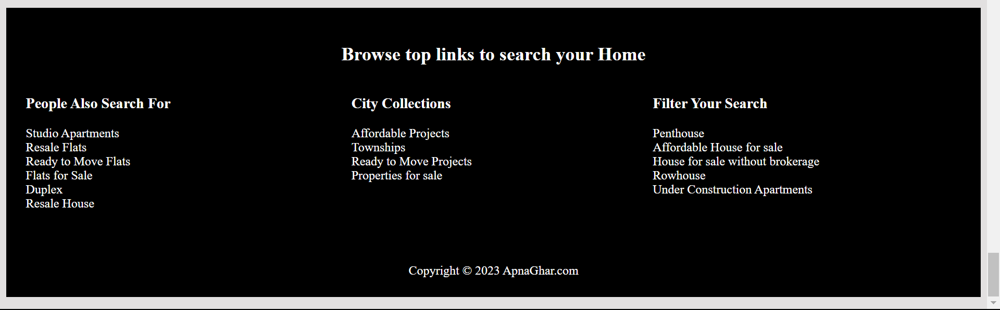 Browse top links to search your Home
People Also Search For
Studio Apartments
Resale Flats
Ready to Move Flats
Flats for Sale
Duplex
Resale House
City Collections
Affordable Projects
Townships
Ready to Move Projects
Properties for sale
Filter Your Search
Penthouse
Affordable House for sale
House for sale without brokerage
Rowhouse
Under Construction Apartments
Copyright © 2023 ApnaGhar.com